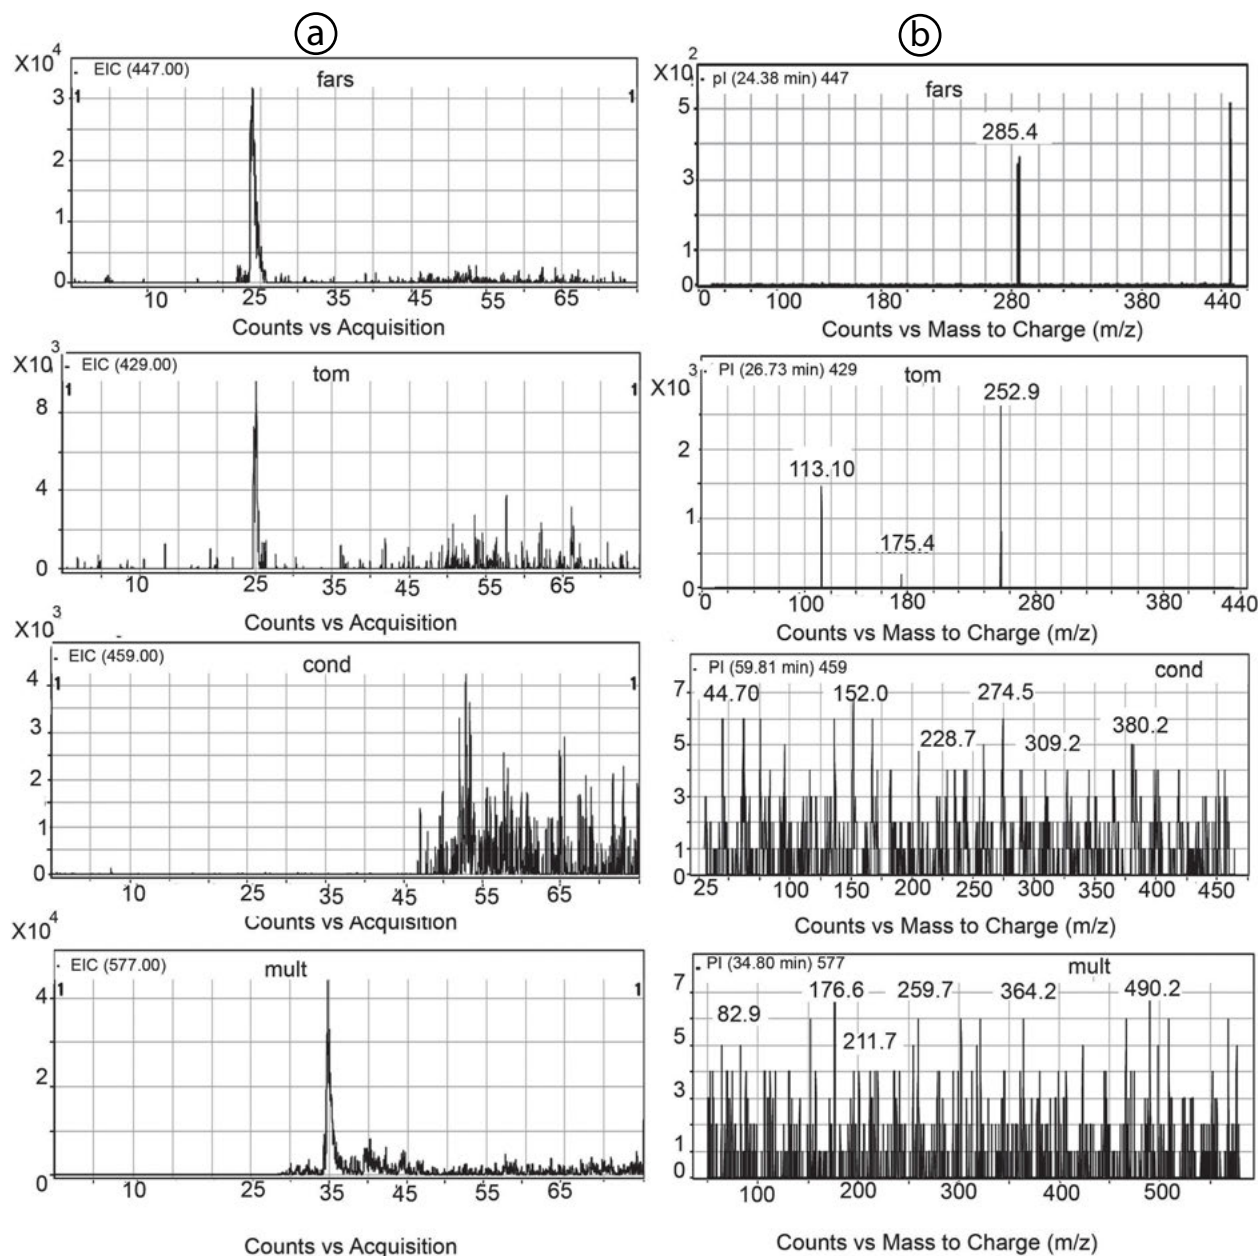 a
b
X10 4
EIC (447.00)
fars
1
1
3
2
1
0
10 25 35 45 55 65
Counts vs Acquisition
X10 2
pI (24.38 min) 447
fars
285.4
5
3
1
0
0 100 180 280 380 440
Counts vs Mass to Charge (m/z)
X10 3
EIC (429.00)
tom
1
1
8
4
0
10 25 35 45 55 65
Counts vs Acquisition
X10 3
PI (26.73 min) 429
tom
252.9
113.10
175.4
2
1
0
0 100 180 280 380 440
Counts vs Mass to Charge (m/z)
X10 3
EIC (459.00)
cond
1
1
4
3
2
1
0
10 25 35 45 55 65
Counts vs Acquisition
PI (59.81 min) 459
cond
44.70 152.0 274.5
228.7 309.2 380.2
7
5
3
1
0
25 100 150 200 250 300 350 400 450
Counts vs Mass to Charge (m/z)
X10 4
EIC (577.00)
mult
1
1
4
2
0
10 25 35 45 55 65
Counts vs Acquisition
PI (34.80 min) 577
mult
176.6 259.7 364.2 490.2
82.9
211.7
7
5
3
1
0
100 200 300 400 500
Counts vs Mass to Charge (m/z)